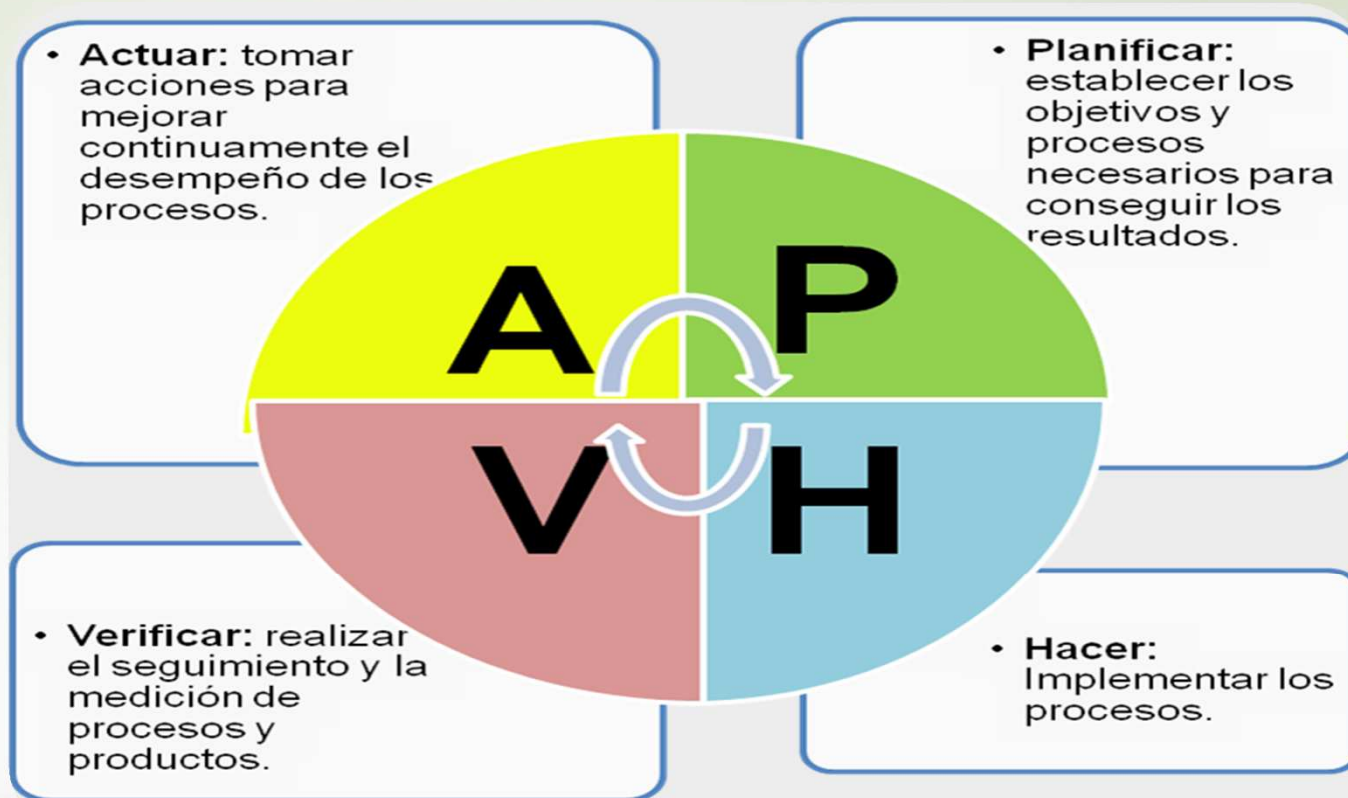 • Actuar: tomar
acciones para
mejorar
continuamente el
desempeño de los
procesos.
• Planificar:
establecer los
objetivos y
procesos
necesarios para
conseguir los
resultados.
A
P
V
H
• Verificar: realizar
el seguimiento y la
medición de
procesos y
productos.
• Hacer:
Implementar los
procesos.